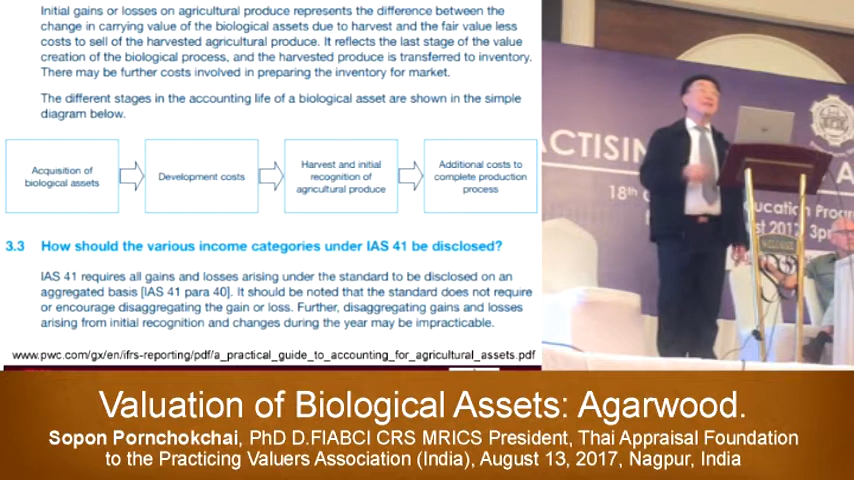 Initial gains or losses on agricultural produce represents the difference between the
change in carrying value of the biological assets due to harvest and the fair value less
costs to sell of the harvested agricultural produce. It reflects the last stage of the value
creation of the biological process, and the harvested produce is transferred to inventory.
There may be further costs involved in preparing the inventory for market.
The different stages in the accounting life of a biological asset are shown in the simple
diagram below.
Acquisition of
biological assets
Development costs
Harvest and initial
recognition of
agricultural produce
Additional costs to
complete production
process
3.3 How should the various income categories under IAS 41 be disclosed?
IAS 41 requires all gains and losses arising under the standard to be disclosed on an
aggregated basis [IAS 41 para 40]. It should be noted that the standard does not require
or encourage disaggregating the gain or loss. Further, disaggregating gains and losses
arising from initial recognition and changes during the year may be impracticable.
www.pwc.com/gx/en/ifrs-reporting/pdf/a_practical_guide_to_accounting_for_agricultural_assets.pdf
ACTISIN
A
18th
ucation Progra
st 2017, 3pm
WELCOME
Valuation of Biological Assets: Agarwood.
Sopon Pornchokchai, PhD D.FIABCI CRS MRICS President, Thai Appraisal Foundation
to the Practicing Valuers Association (India), August 13, 2017, Nagpur, India